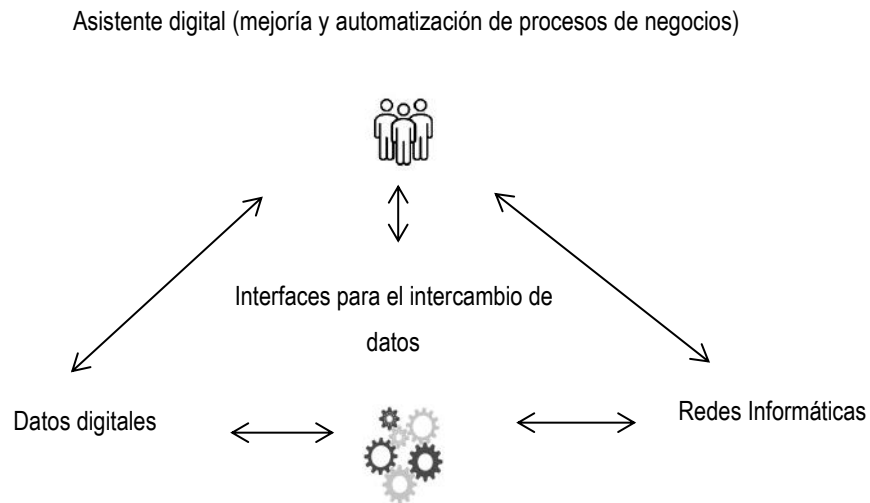 Asistente digital (mejoría y automatización de procesos de negocios)
Interfaces para el intercambio de
datos
Datos digitales
Redes Informáticas